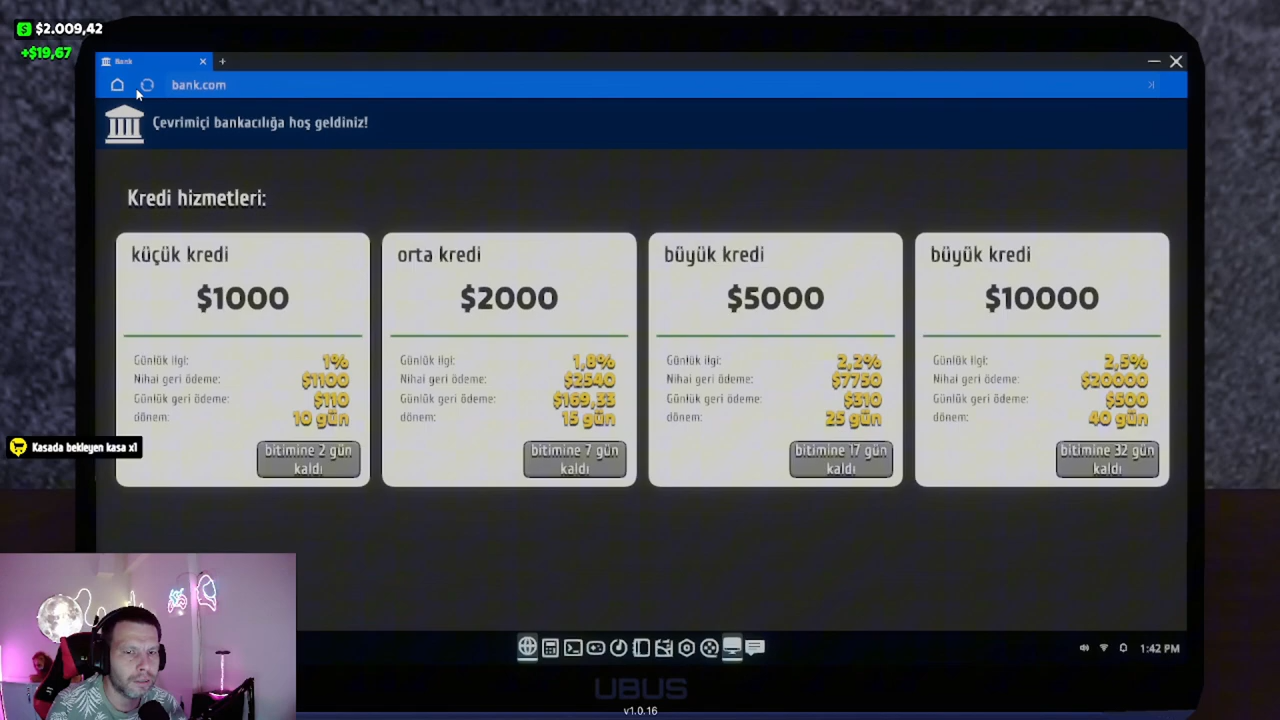 $2.009,42
+$19,67
Bank
bank.com
Çevrimiçi bankacılığa hoş geldiniz!
Kredi hizmetleri:
küçük kredi
$1000
Günlük ilgi: 1%
Nihai geri ödeme: $1100
Günlük geri ödeme: $110
dönem: 10 gün
bitimine 2 gün
kaldı
orta kredi
$2000
Günlük ilgi: 1,8%
Nihai geri ödeme: $2540
Günlük geri ödeme: $169,33
dönem: 15 gün
bitimine 7 gün
kaldı
büyük kredi
$5000
Günlük ilgi: 2,2%
Nihai geri ödeme: $7750
Günlük geri ödeme: $310
dönem: 25 gün
bitimine 17 gün
kaldı
büyük kredi
$10000
Günlük ilgi: 2,5%
Nihai geri ödeme: $20000
Günlük geri ödeme: $500
dönem: 40 gün
bitimine 32 gün
kaldı
Kasada bekleyen kasa x1
1:42 PM
UBUS
v1.0.16